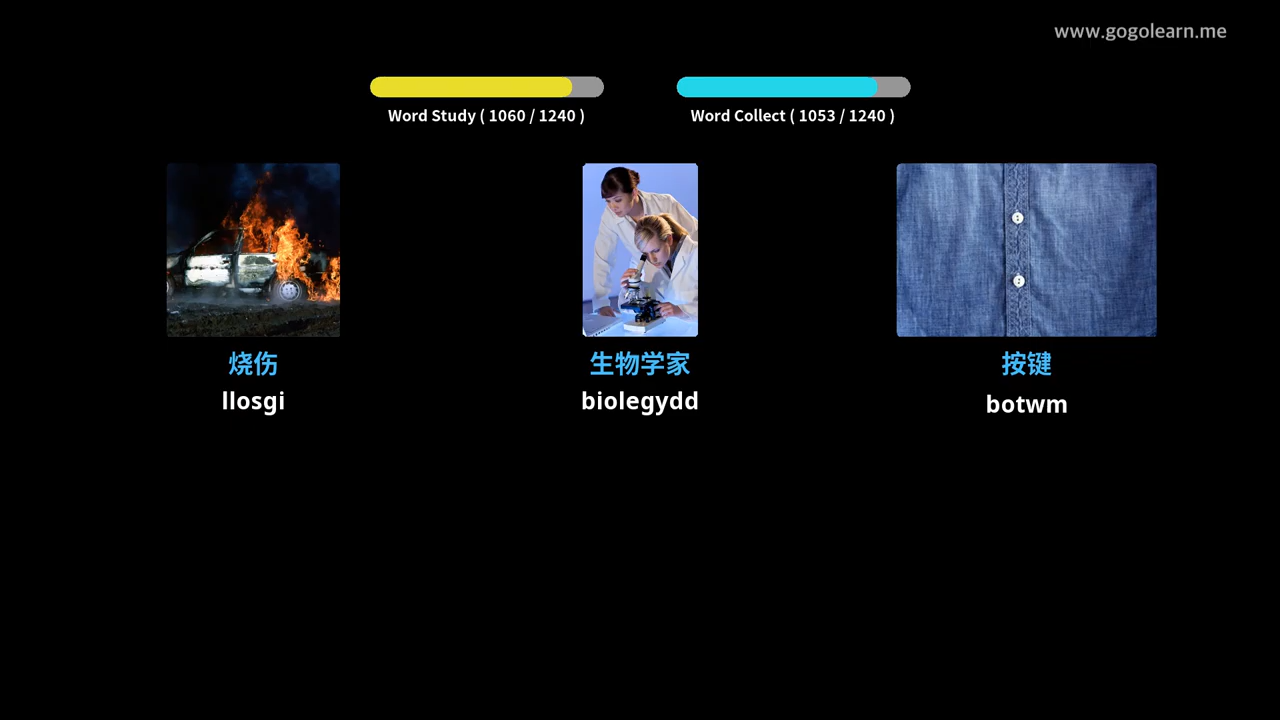 www.gogolearn.me
Word Study ( 1060 / 1240 )
Word Collect ( 1053 / 1240 )
烧伤
llosgi
生物学家
biolegydd
按键
botwm